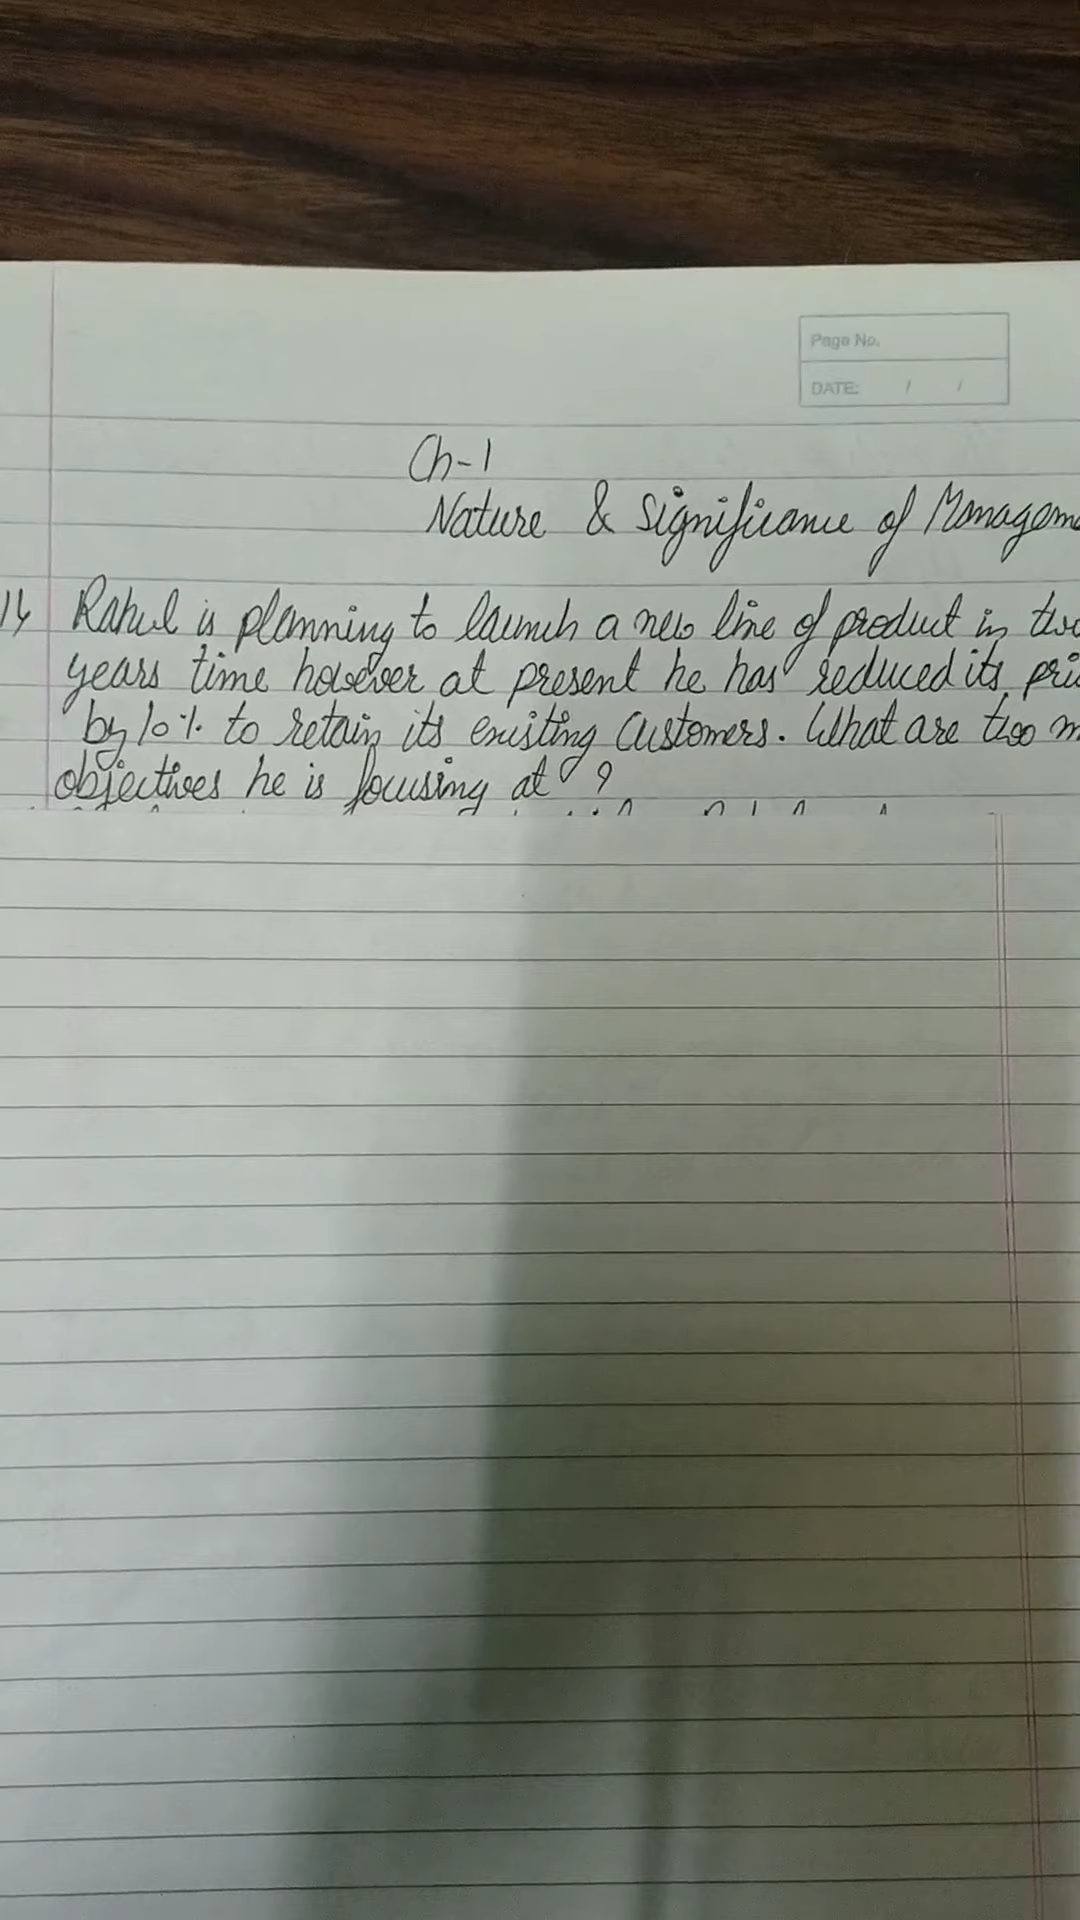 Page No.
DATE: / /
Ch-1
Nature & Significance of
Rahul is planning to launch a new line of product in
years time however at present he has reduced its
by 10% to retain its existing customers. What are two
objectives he is focusing at ?